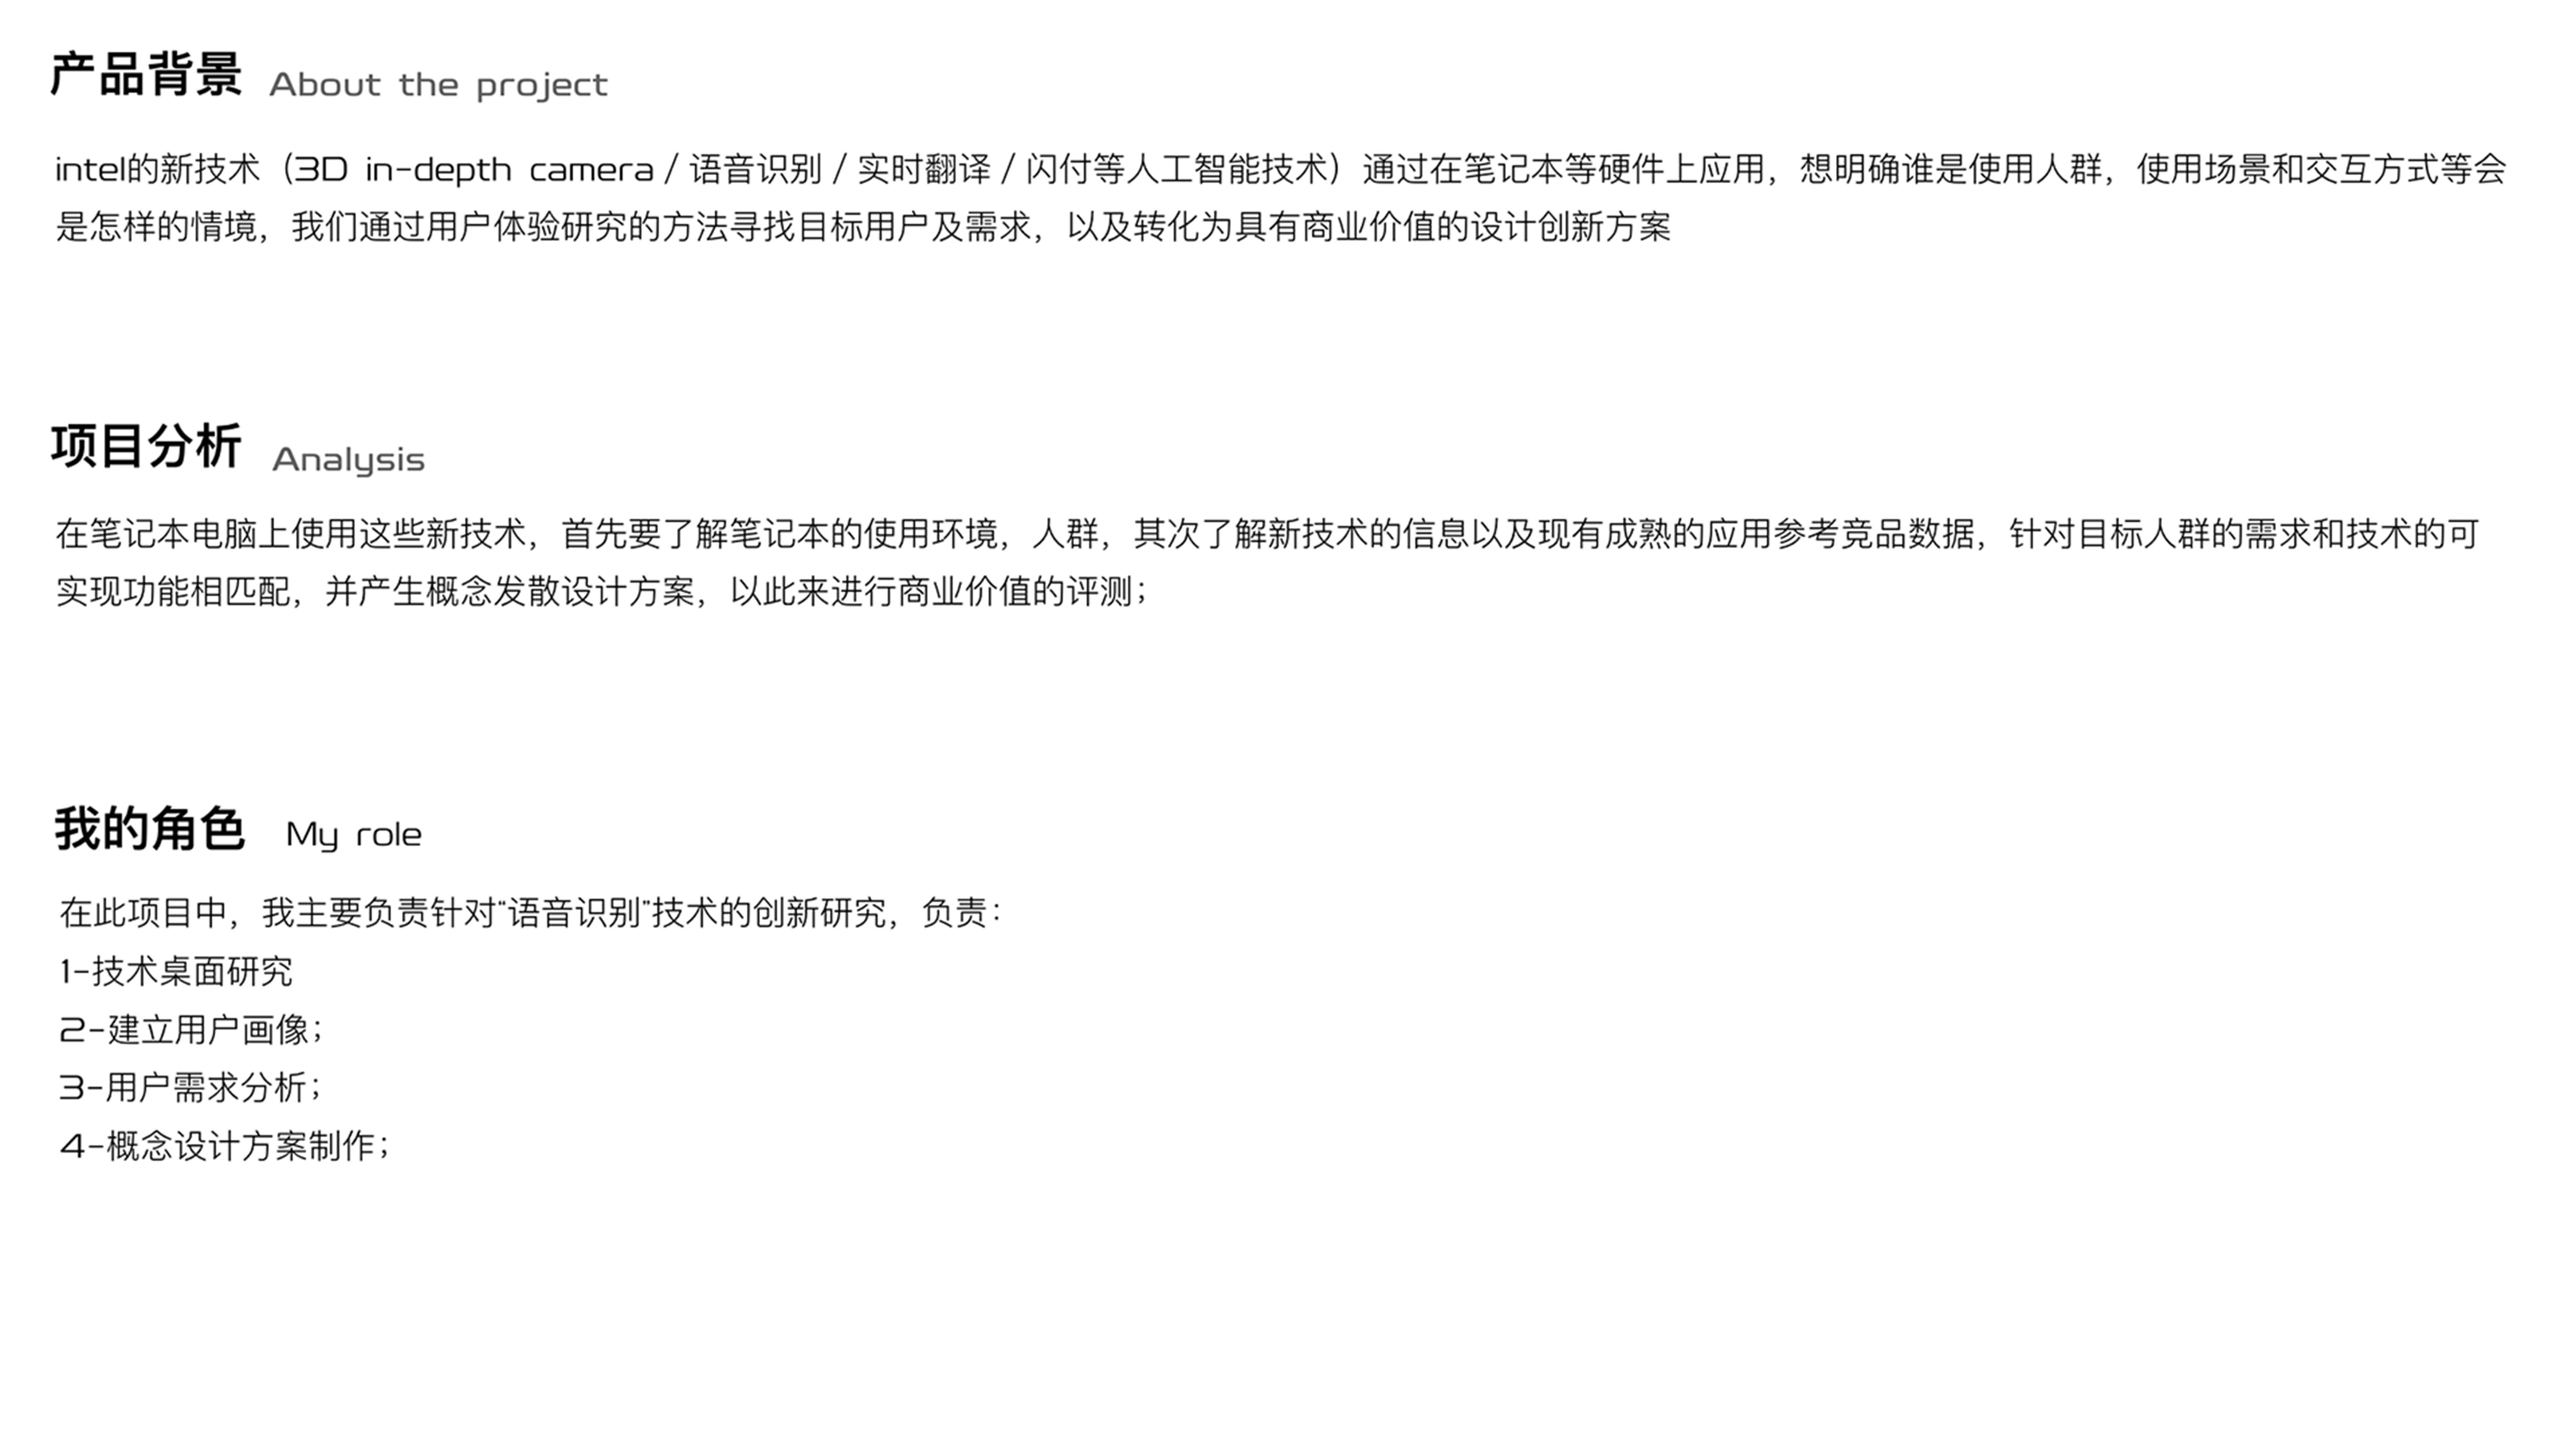 产品背景 About the project
intel的新技术（3D in-depth camera / 语音识别 / 实时翻译 / 闪付等人工智能技术）通过在笔记本等硬件上应用，想明确谁是使用人群，使用场景和交互方式等会
是怎样的情境，我们通过用户体验研究的方法寻找目标用户及需求，以及转化为具有商业价值的设计创新方案
项目分析 Analysis
在笔记本电脑上使用这些新技术，首先要了解笔记本的使用环境，人群，其次了解新技术的信息以及现有成熟的应用参考竞品数据，针对目标人群的需求和技术的可
实现功能相匹配，并产生概念发散设计方案，以此来进行商业价值的评测；
我的角色 My role
在此项目中，我主要负责针对“语音识别”技术的创新研究，负责：
1-技术桌面研究
2-建立用户画像；
3-用户需求分析；
4-概念设计方案制作；